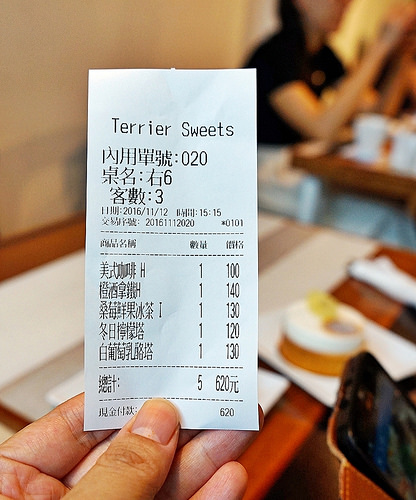 Terrier Sweets
內用單號:020
桌名:右6
客數:3
日期:2016/11/12 時間:15:15
交易序號: 20161112020 *0101
商品名稱 數量 價格
美式咖啡 H 1 100
橙酒拿鐵H 1 140
桑莓鮮果冰茶 I 1 130
冬日檸檬塔 1 120
白葡萄乳酪塔 1 130
總計: 5 620元
現金付款: 620